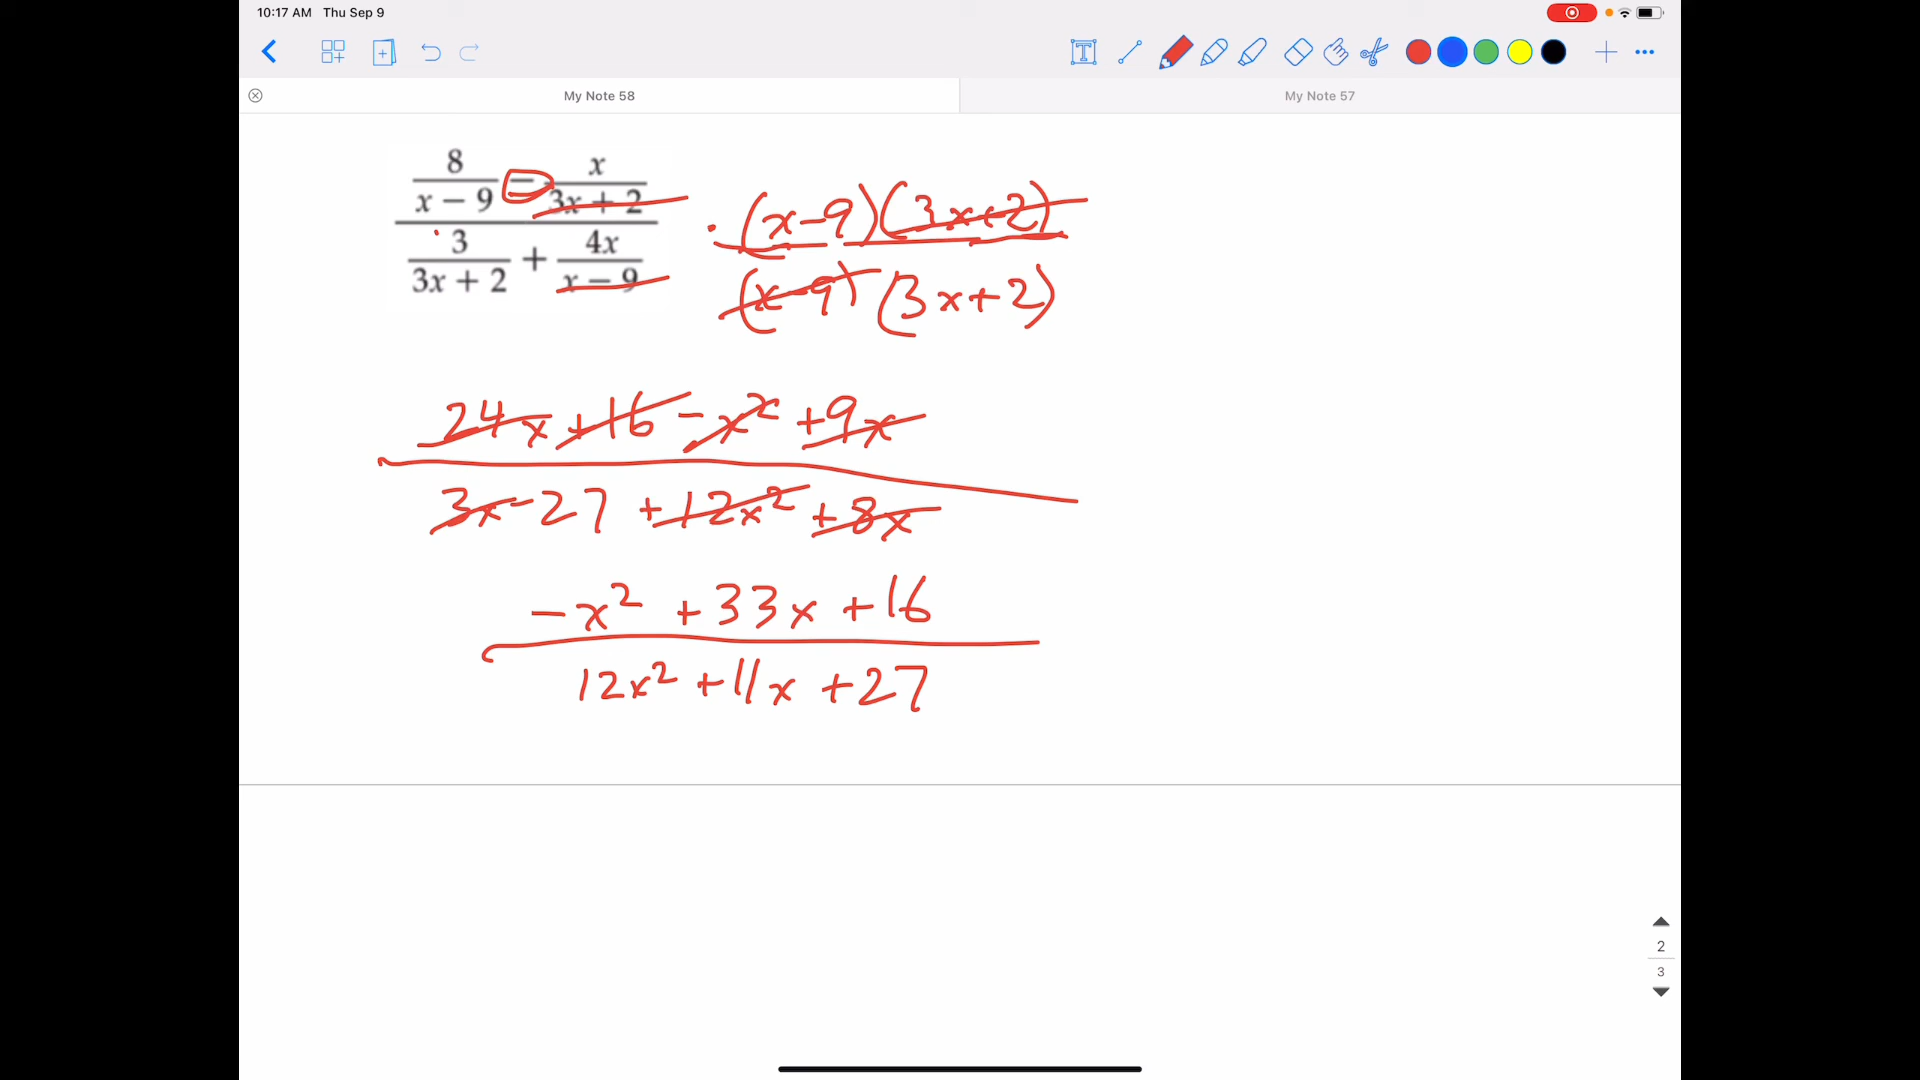 10:17 AM Thu Sep 9
My Note 58
My Note 57
8/(x − 9) − x/(3x + 2)
3/(3x + 2) + 4x/(x − 9)
· (x-9)(3x+2)
(x-9)(3x+2)
24x+16-x²+9x
3x-27+12x²+8x
-x²+33x+16
12x²+11x+27
2
3